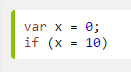 var x = 0;
if (x = 10)